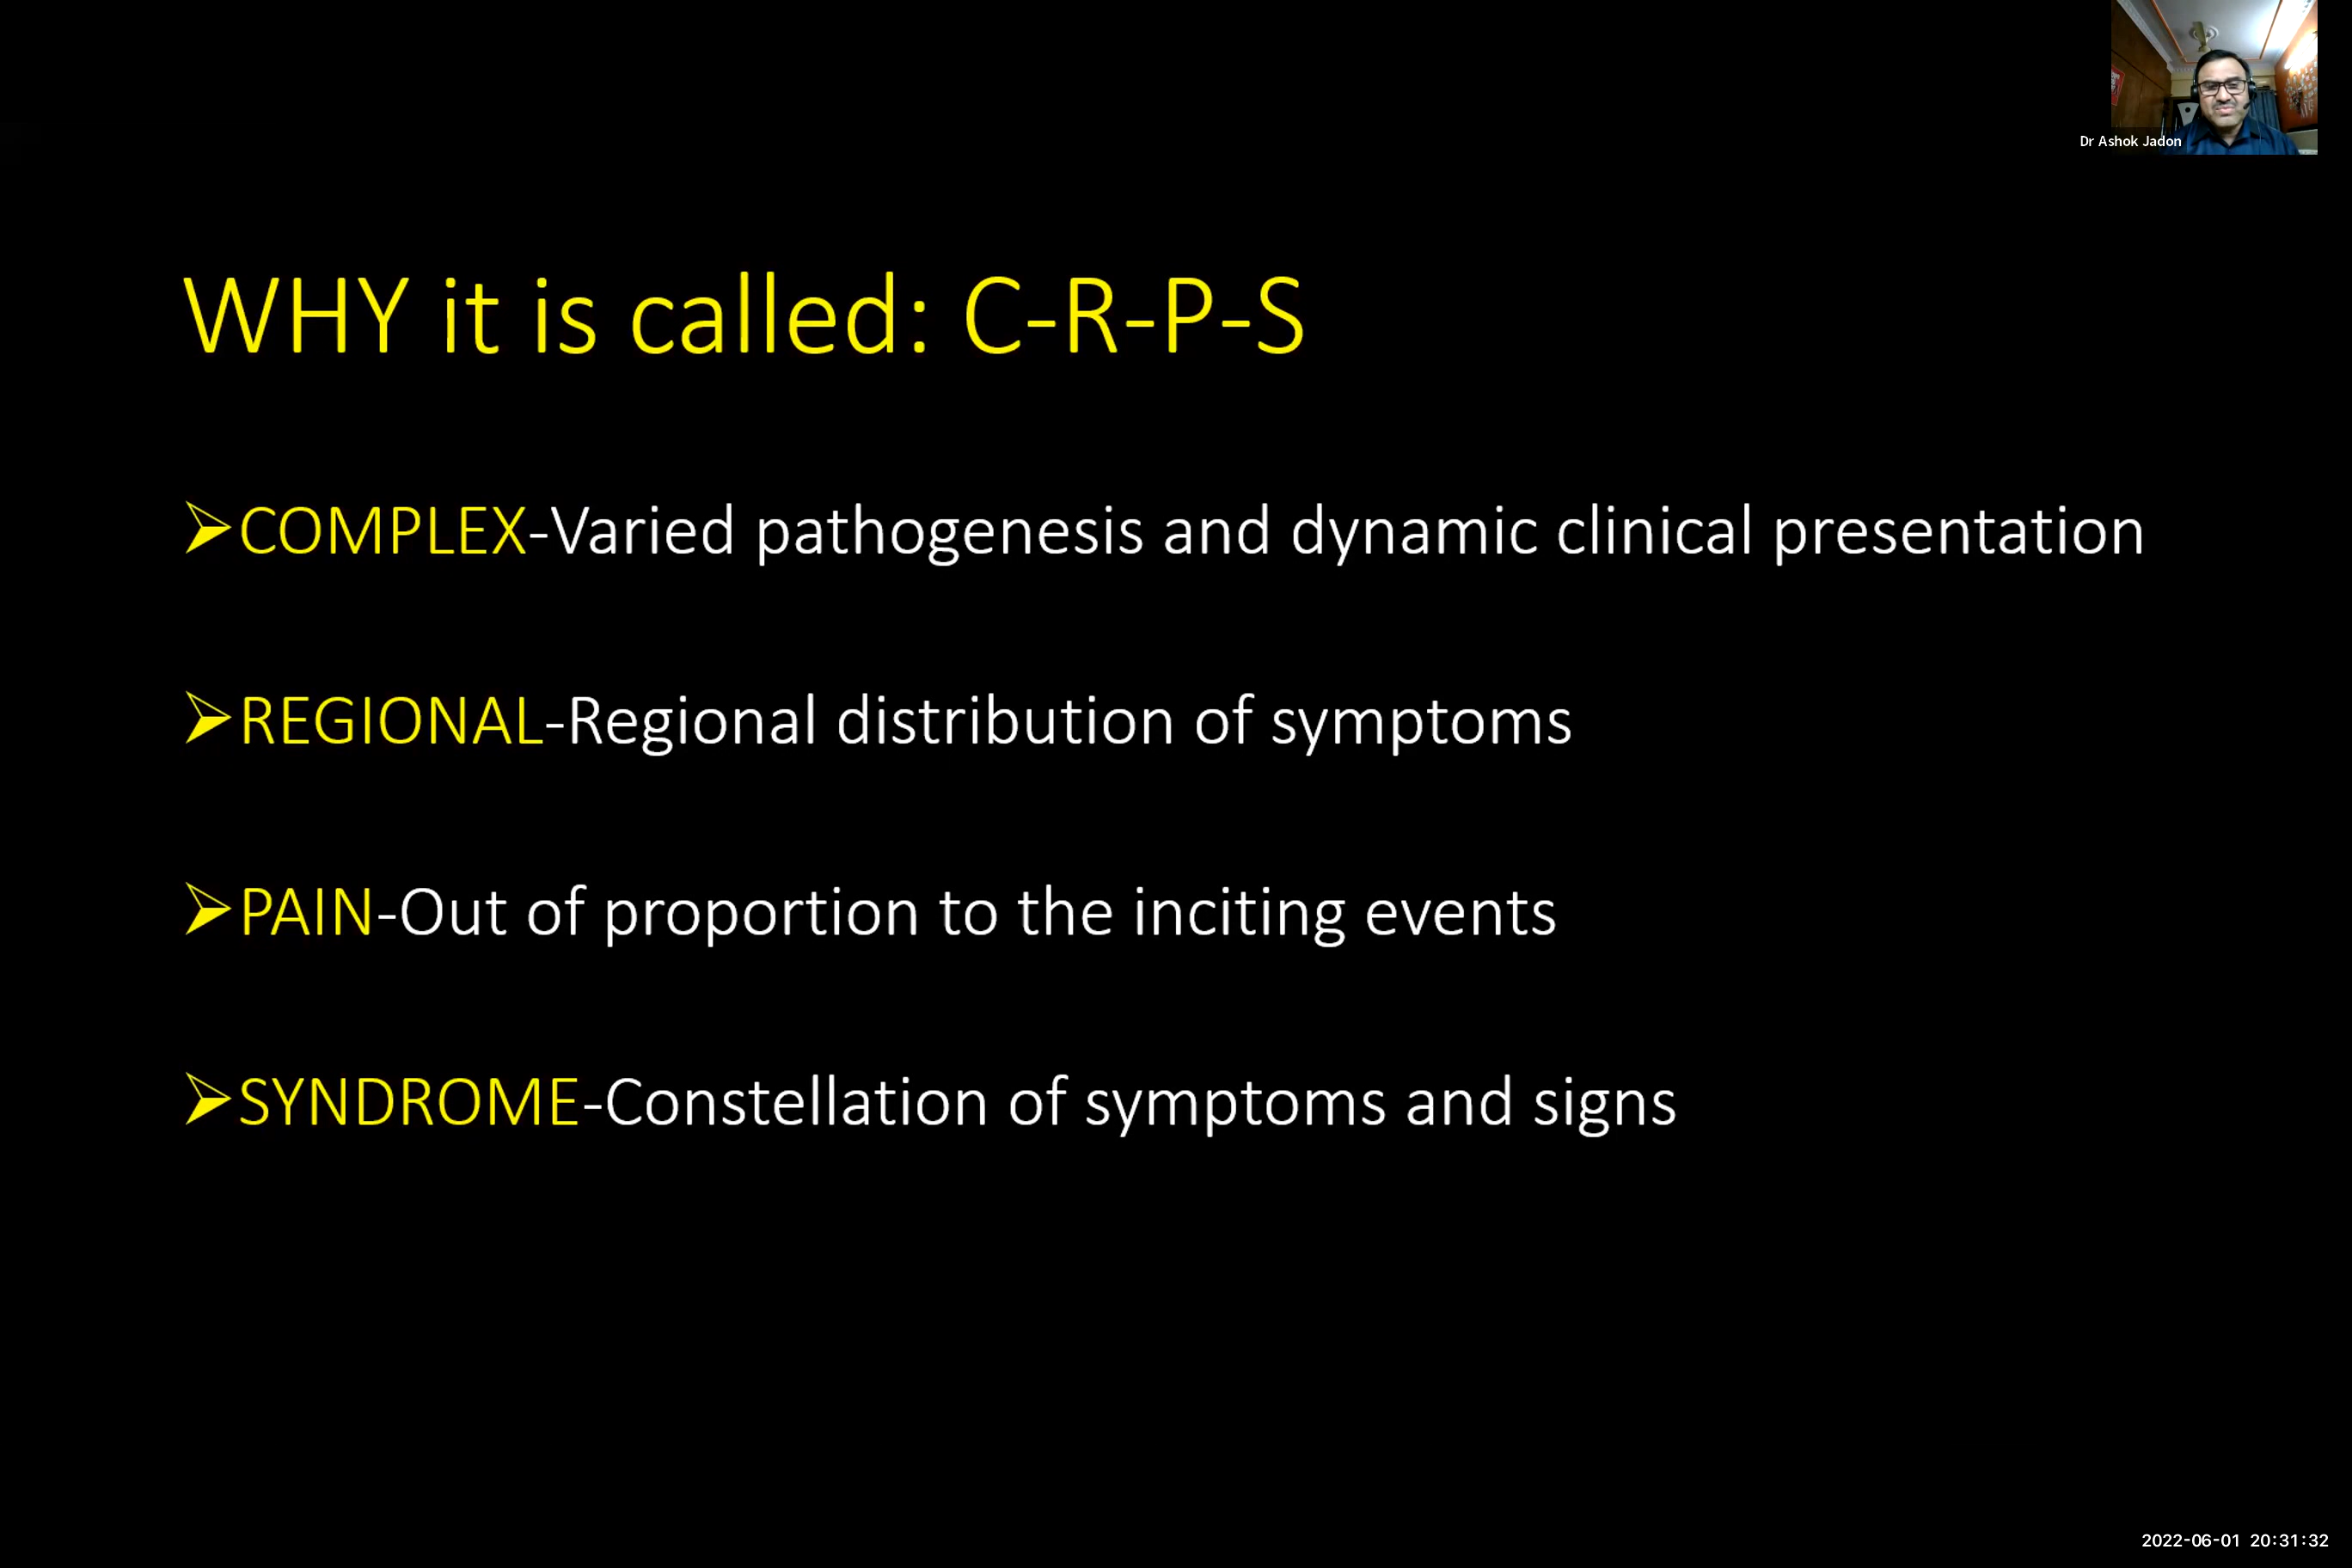 Dr Ashok Jadon
WHY it is called: C-R-P-S
➢COMPLEX-Varied pathogenesis and dynamic clinical presentation
➢REGIONAL-Regional distribution of symptoms
➢PAIN-Out of proportion to the inciting events
➢SYNDROME-Constellation of symptoms and signs
2022-06-01 20:31:32